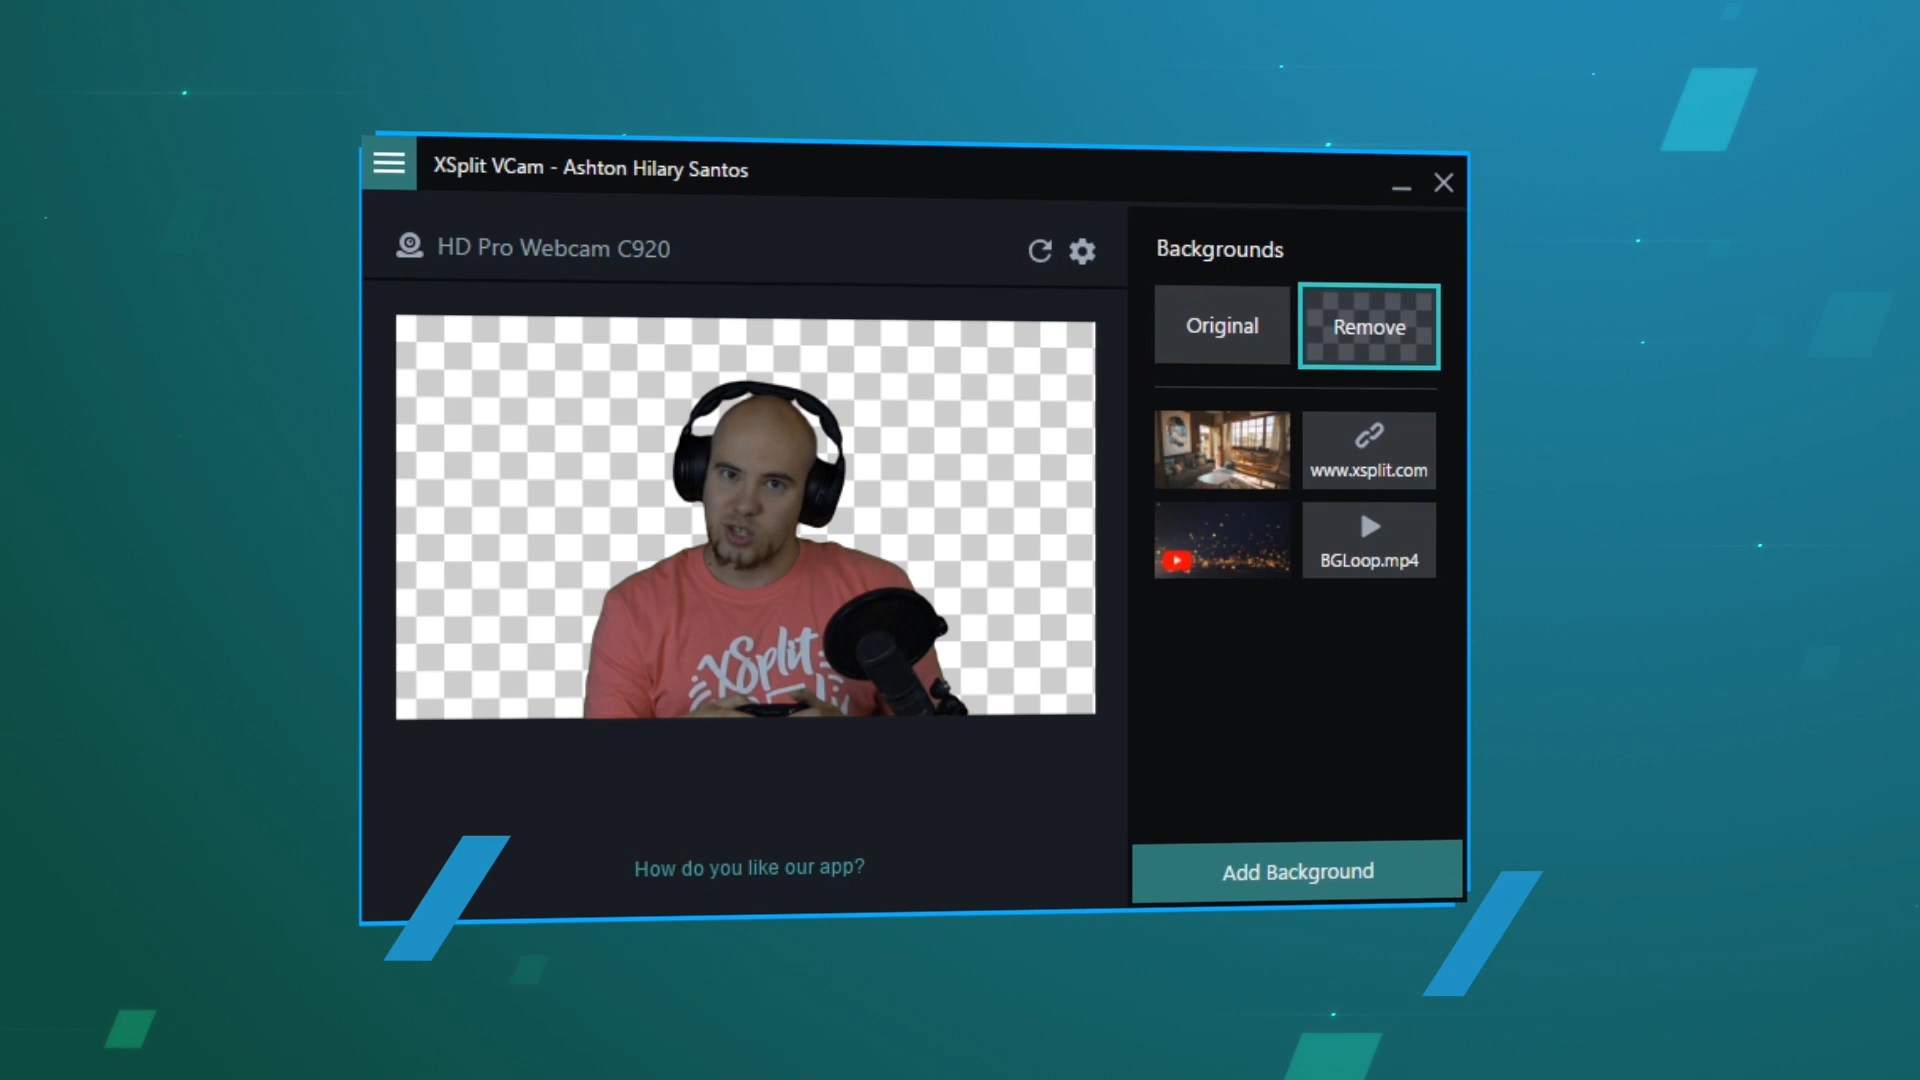 XSplit VCam - Ashton Hilary Santos
HD Pro Webcam C920
Backgrounds
Original
Remove
www.xsplit.com
BGLoop.mp4
XSplit
How do you like our app?
Add Background